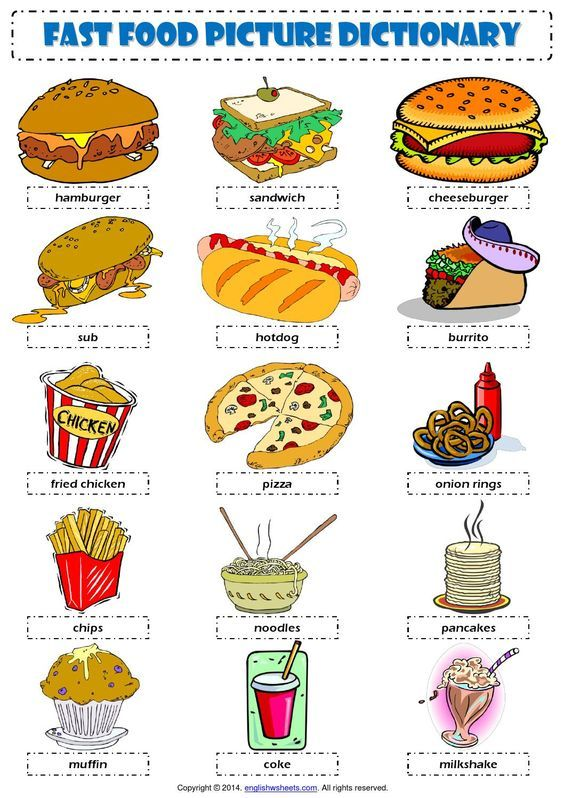 FAST FOOD PICTURE DICTIONARY
hamburger
sandwich
cheeseburger
sub
hotdog
burrito
CHICKEN
fried chicken
pizza
onion rings
chips
noodles
pancakes
muffin
coke
milkshake
Copyright © 2014. englishwsheets.com. All rights reserved.